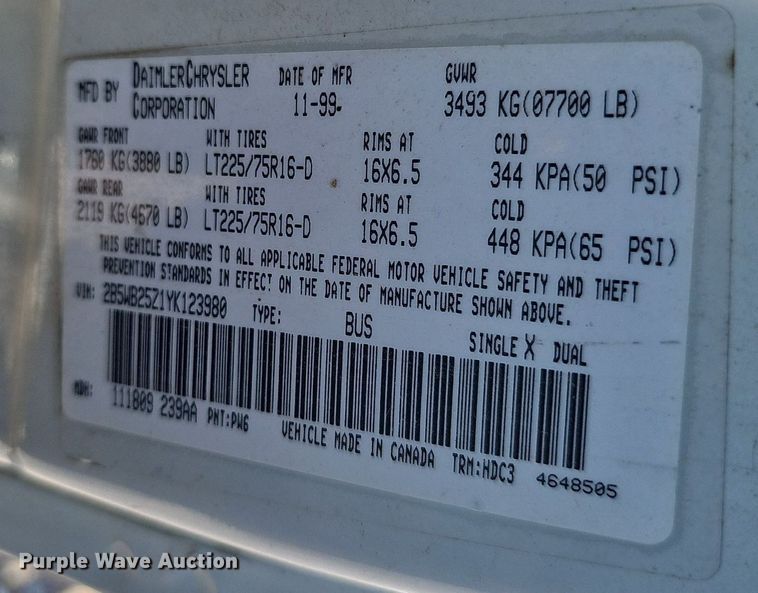 MFD BY DAIMLERCHRYSLER CORPORATION DATE OF MFR 11-99 GVWR 3493 KG(07700 LB)
GAWR FRONT WITH TIRES RIMS AT COLD
1760 KG(3880 LB) LT225/75R16-D 16X6.5 344 KPA(50 PSI)
GAWR REAR WITH TIRES RIMS AT COLD
2119 KG(4670 LB) LT225/75R16-D 16X6.5 448 KPA(65 PSI)
THIS VEHICLE CONFORMS TO ALL APPLICABLE FEDERAL MOTOR VEHICLE SAFETY AND THEFT
PREVENTION STANDARDS IN EFFECT ON THE DATE OF MANUFACTURE SHOWN ABOVE.
VIN: 2B5WB25Z1YK123980 TYPE: BUS SINGLE X DUAL
MDH: 111809 239AA PNT:PW6 VEHICLE MADE IN CANADA TRM:HDC3 4648505
Purple Wave Auction